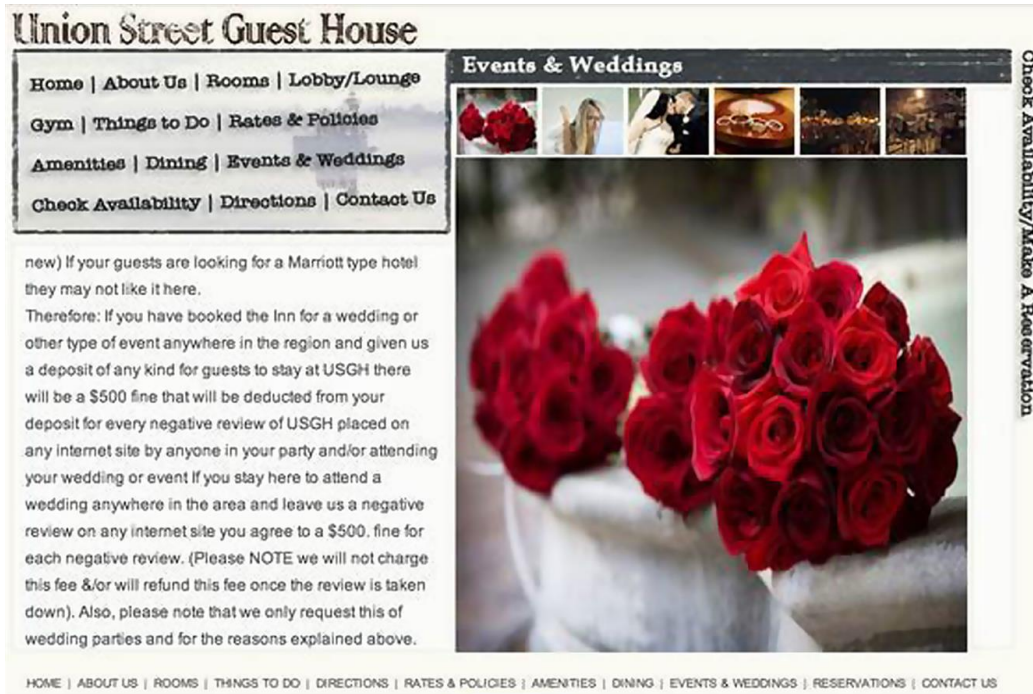 Union Street Guest House
Home | About Us | Rooms | Lobby/Lounge
Gym | Things to Do | Rates & Policies
Amenities | Dining | Events & Weddings
Check Availability | Directions | Contact Us
Events & Weddings
Check Availability/Make A Reservation
new) If your guests are looking for a Marriott type hotel
they may not like it here.
Therefore: If you have booked the Inn for a wedding or
other type of event anywhere in the region and given us
a deposit of any kind for guests to stay at USGH there
will be a $500 fine that will be deducted from your
deposit for every negative review of USGH placed on
any internet site by anyone in your party and/or attending
your wedding or event If you stay here to attend a
wedding anywhere in the area and leave us a negative
review on any internet site you agree to a $500. fine for
each negative review. (Please NOTE we will not charge
this fee &/or will refund this fee once the review is taken
down). Also, please note that we only request this of
wedding parties and for the reasons explained above.
HOME | ABOUT US | ROOMS | THINGS TO DO | DIRECTIONS | RATES & POLICIES | AMENITIES | DINING | EVENTS & WEDDINGS | RESERVATIONS | CONTACT US